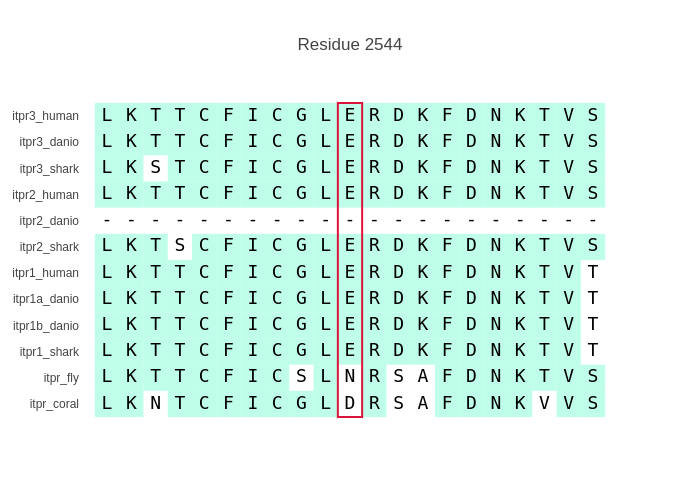 Residue 2544
itpr3_human L K T T C F I C G L E R D K F D N K T V S
itpr3_danio L K T T C F I C G L E R D K F D N K T V S
itpr3_shark L K S T C F I C G L E R D K F D N K T V S
itpr2_human L K T T C F I C G L E R D K F D N K T V S
itpr2_danio - - - - - - - - - - - - - - - - - - - - -
itpr2_shark L K T S C F I C G L E R D K F D N K T V S
itpr1_human L K T T C F I C G L E R D K F D N K T V T
itpr1a_danio L K T T C F I C G L E R D K F D N K T V T
itpr1b_danio L K T T C F I C G L E R D K F D N K T V T
itpr1_shark L K T T C F I C G L E R D K F D N K T V T
itpr_fly L K T T C F I C S L N R S A F D N K T V S
itpr_coral L K N T C F I C G L D R S A F D N K V V S